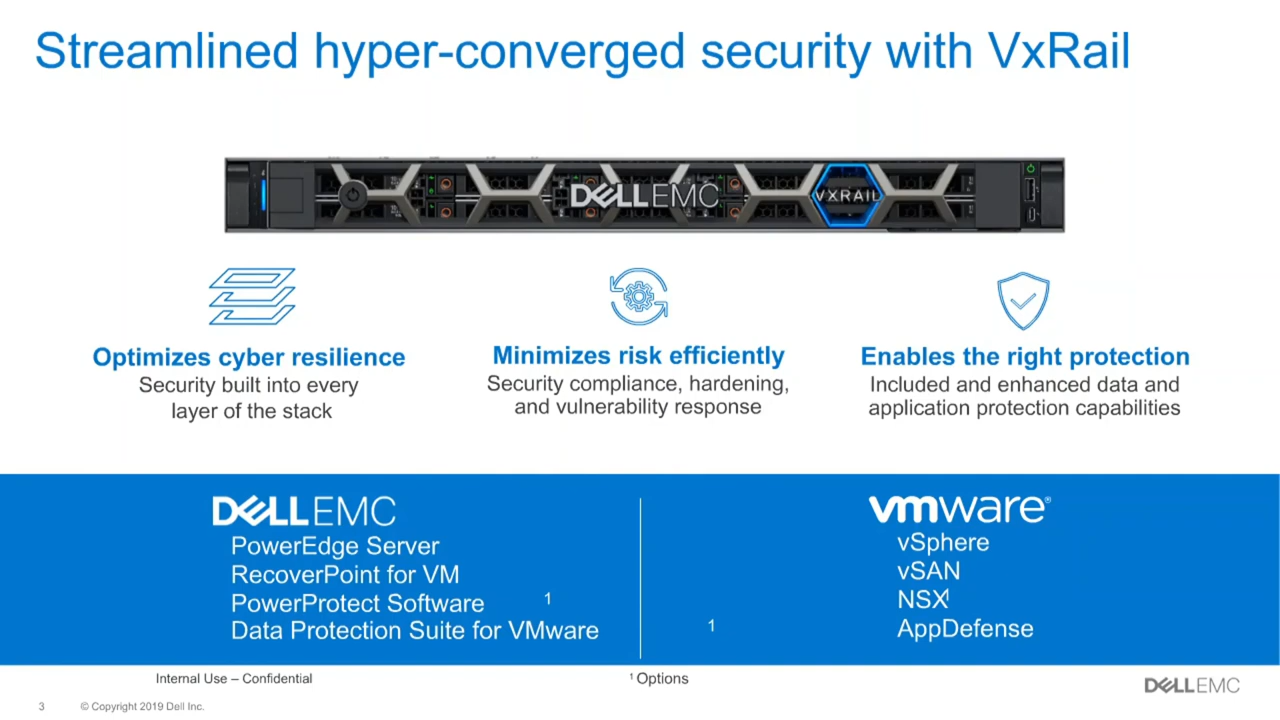 Streamlined hyper-converged security with VxRail
DELLEMC
VXRAIL
Optimizes cyber resilience
Security built into every
layer of the stack
Minimizes risk efficiently
Security compliance, hardening,
and vulnerability response
Enables the right protection
Included and enhanced data and
application protection capabilities
DELLEMC
PowerEdge Server
RecoverPoint for VM
PowerProtect Software 1
Data Protection Suite for VMware 1
vmware®
vSphere
vSAN
NSX1
AppDefense
Internal Use – Confidential
1 Options
DELLEMC
3 © Copyright 2019 Dell Inc.